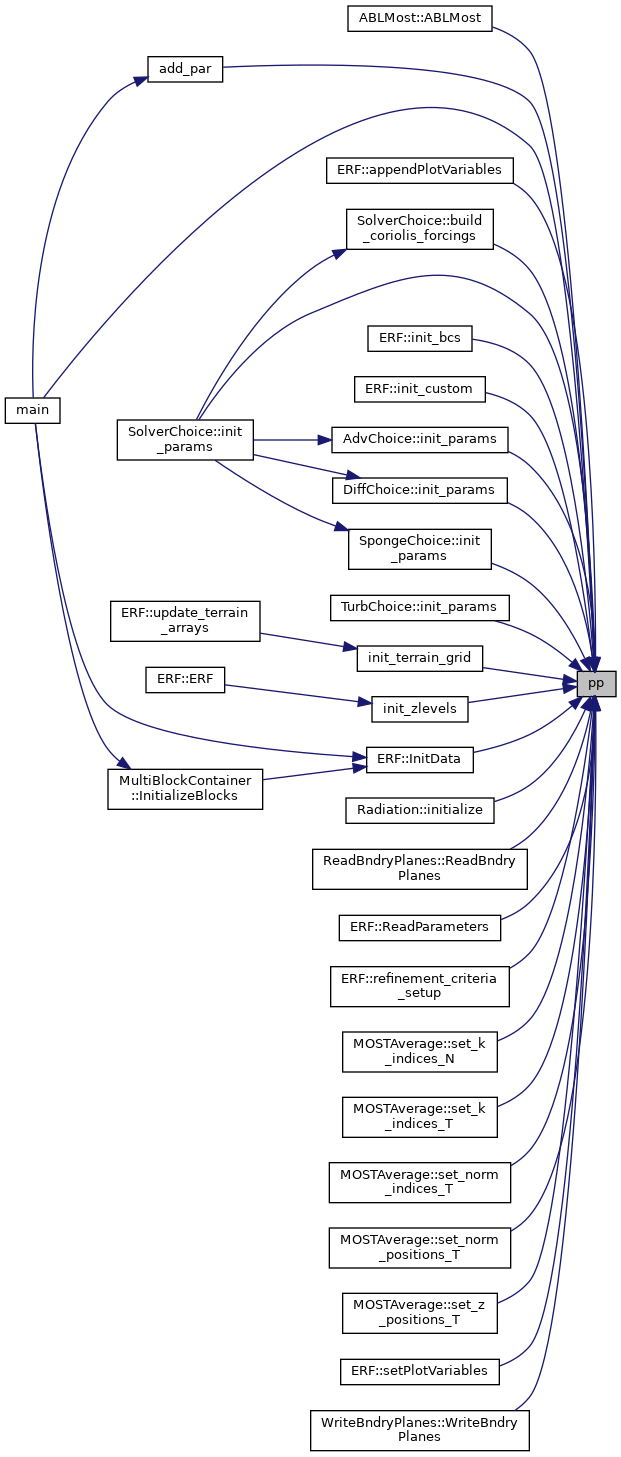 ABLMost::ABLMost
add_par
ERF::appendPlotVariables
SolverChoice::build
_coriolis_forcings
ERF::init_bcs
ERF::init_custom
main
SolverChoice::init
_params
AdvChoice::init_params
DiffChoice::init_params
SpongeChoice::init
_params
TurbChoice::init_params
ERF::update_terrain
_arrays
init_terrain_grid
ERF::ERF
pp
init_zlevels
ERF::InitData
MultiBlockContainer
::InitializeBlocks
Radiation::initialize
ReadBndryPlanes::ReadBndry
Planes
ERF::ReadParameters
ERF::refinement_criteria
_setup
MOSTAverage::set_k
_indices_N
MOSTAverage::set_k
_indices_T
MOSTAverage::set_norm
_indices_T
MOSTAverage::set_norm
_positions_T
MOSTAverage::set_z
_positions_T
ERF::setPlotVariables
WriteBndryPlanes::WriteBndry
Planes